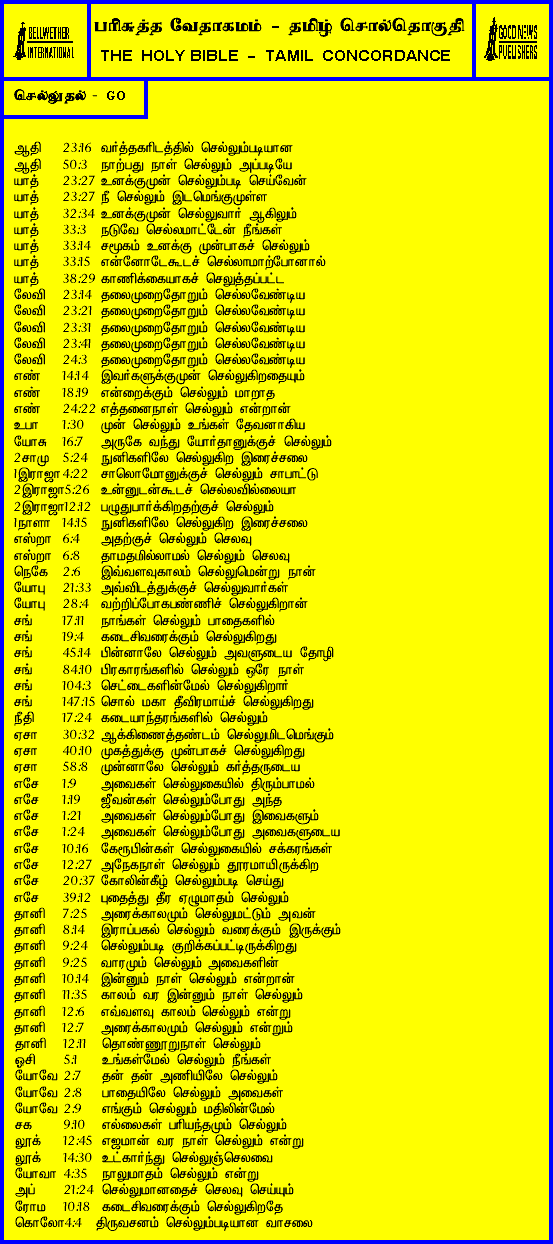 BELLWETHER
INTERNATIONAL
பரிசுத்த வேதாகமம் - தமிழ் சொல்தொகுதி
THE HOLY BIBLE - TAMIL CONCORDANCE
GOOD NEWS
PUBLISHERS
செல்லுதல் - GO
ஆதி 23:16 வர்த்தகரிடத்தில் செல்லும்படியான
ஆதி 50:3 நாற்பது நாள் செல்லும் அப்படியே
யாத் 23:27 உனக்குமுன் செல்லும்படி செய்வேன்
யாத் 23:27 நீ செல்லும் இடமெங்குமுள்ள
யாத் 32:34 உனக்குமுன் செல்லுவார் ஆகிலும்
யாத் 33:3 நடுவே செல்லமாட்டேன் நீங்கள்
யாத் 33:14 சமூகம் உனக்கு முன்பாகச் செல்லும்
யாத் 33:15 என்னோடேகூடச் செல்லாமற்போனால்
யாத் 38:29 காணிக்கையாகச் செலுத்தப்பட்ட
லேவி 23:14 தலைமுறைதோறும் செல்லவேண்டிய
லேவி 23:21 தலைமுறைதோறும் செல்லவேண்டிய
லேவி 23:31 தலைமுறைதோறும் செல்லவேண்டிய
லேவி 23:41 தலைமுறைதோறும் செல்லவேண்டிய
லேவி 24:3 தலைமுறைதோறும் செல்லவேண்டிய
எண் 14:14 இவர்களுக்குமுன் செல்லுகிறதையும்
எண் 18:19 என்றைக்கும் செல்லும் மாறாத
எண் 24:22 எத்தனைநாள் செல்லும் என்றான்
உபா 1:30 முன் செல்லும் உங்கள் தேவனாகிய
யோசு 16:7 அருகே வந்து யோர்தானுக்குச் செல்லும்
2சாமு 5:24 நுனிகளிலே செல்லுகிற இரைச்சலை
1இராஜா 4:22 சாலொமோனுக்குச் செல்லும் சாபாட்டு
2இராஜா5:26 உன்னுடன்கூடச் செல்லவில்லையா
2இராஜா12:12 பழுதுபார்க்கிறதற்குச் செல்லும்
1நாளா 14:15 நுனிகளிலே செல்லுகிற இரைச்சலை
எஸ்றா 6:4 அதற்குச் செல்லும் செலவு
எஸ்றா 6:8 தாமதமில்லாமல் செல்லும் செலவு
நெகே 2:6 இவ்வளவுகாலம் செல்லுமென்று நான்
யோபு 21:33 அவ்விடத்துக்குச் செல்லுவார்கள்
யோபு 28:4 வற்றிப்போகபண்ணிச் செல்லுகிறான்
சங் 17:11 நாங்கள் செல்லும் பாதைகளில்
சங் 19:4 கடைசிவரைக்கும் செல்லுகிறது
சங் 45:14 பின்னாலே செல்லும் அவளுடைய தோழி
சங் 84:10 பிரகாரங்களில் செல்லும் ஒரே நாள்
சங் 104:3 செட்டைகளின்மேல் செல்லுகிறார்
சங் 147:15 சொல் மகா தீவிரமாய்ச் செல்லுகிறது
நீதி 17:24 கடையாந்தரங்களில் செல்லும்
ஏசா 30:32 ஆக்கிணைத்தண்டம் செல்லுமிடமெங்கும்
ஏசா 40:10 முகத்துக்கு முன்பாகச் செல்லுகிறது
ஏசா 58:8 முன்னாலே செல்லும் கர்த்தருடைய
எசே 1:9 அவைகள் செல்லுகையில் திரும்பாமல்
எசே 1:19 ஜீவன்கள் செல்லும்போது அந்த
எசே 1:21 அவைகள் செல்லும்போது இவைகளும்
எசே 1:24 அவைகள் செல்லும்போது அவைகளுடைய
எசே 10:16 கேரூபின்கள் செல்லுகையில் சக்கரங்கள்
எசே 12:27 அநேகநாள் செல்லும் தூரமாயிருக்கிற
எசே 20:37 கோலின்கீழ் செல்லும்படி செய்து
எசே 39:12 புதைத்து தீர ஏழுமாதம் செல்லும்
தானி 7:25 அரைக்காலமும் செல்லுமட்டும் அவன்
தானி 8:14 இராப்பகல் செல்லும் வரைக்கும் இருக்கும்
தானி 9:24 செல்லும்படி குறிக்கப்பட்டிருக்கிறது
தானி 9:25 வாரமும் செல்லும் அவைகளின்
தானி 10:14 இன்னும் நாள் செல்லும் என்றான்
தானி 11:35 காலம் வர இன்னும் நாள் செல்லும்
தானி 12:6 எவ்வளவு காலம் செல்லும் என்று
தானி 12:7 அரைக்காலமும் செல்லும் என்றும்
தானி 12:11 தொண்ணூறுநாள் செல்லும்
ஓசி 5:1 உங்கள்மேல் செல்லும் நீங்கள்
யோவே 2:7 தன் தன் அணியிலே செல்லும்
யோவே 2:8 பாதையிலே செல்லும் அவைகள்
யோவே 2:9 எங்கும் செல்லும் மதிலின்மேல்
சக 9:10 எல்லைகள் பரியந்தமும் செல்லும்
லூக் 12:45 எஜமான் வர நாள் செல்லும் என்று
லூக் 14:30 உட்கார்ந்து செல்லுஞ்செலவை
யோவா 4:35 நாலுமாதம் செல்லும் என்று
அப் 21:24 செல்லுமானதைச் செலவு செய்யும்
ரோம 10:18 கடைசிவரைக்கும் செல்லுகிறதே
கொலோ4:4 திருவசனம் செல்லும்படியான வாசலை